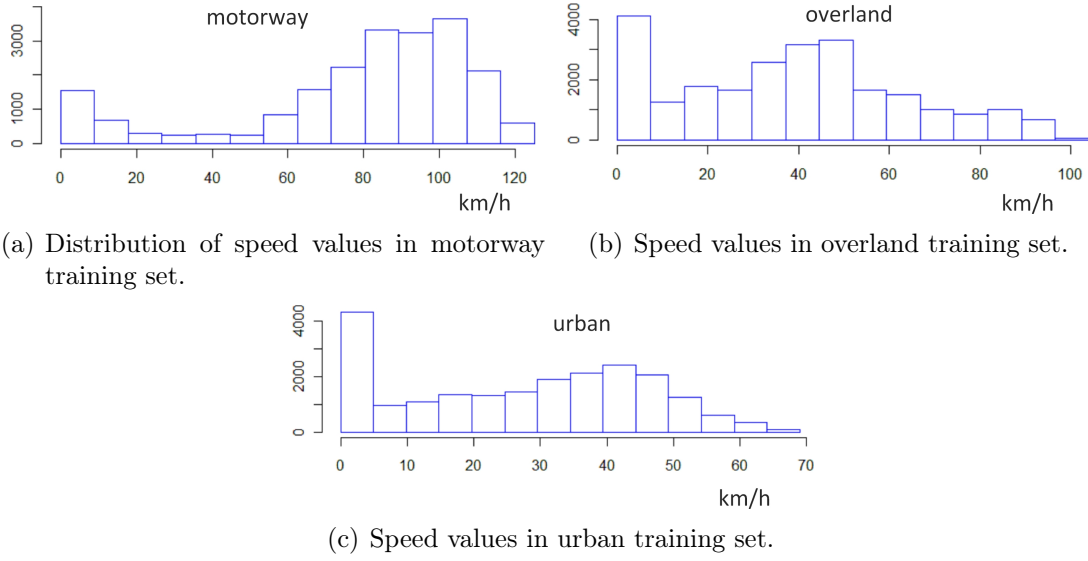 motorway
3000
1000
0
0 20 40 60 80 100 120
km/h
(a) Distribution of speed values in motorway
training set.
overland
4000
2000
0
0 20 40 60 80 100
km/h
(b) Speed values in overland training set.
urban
4000
2000
0
0 10 20 30 40 50 60 70
km/h
(c) Speed values in urban training set.